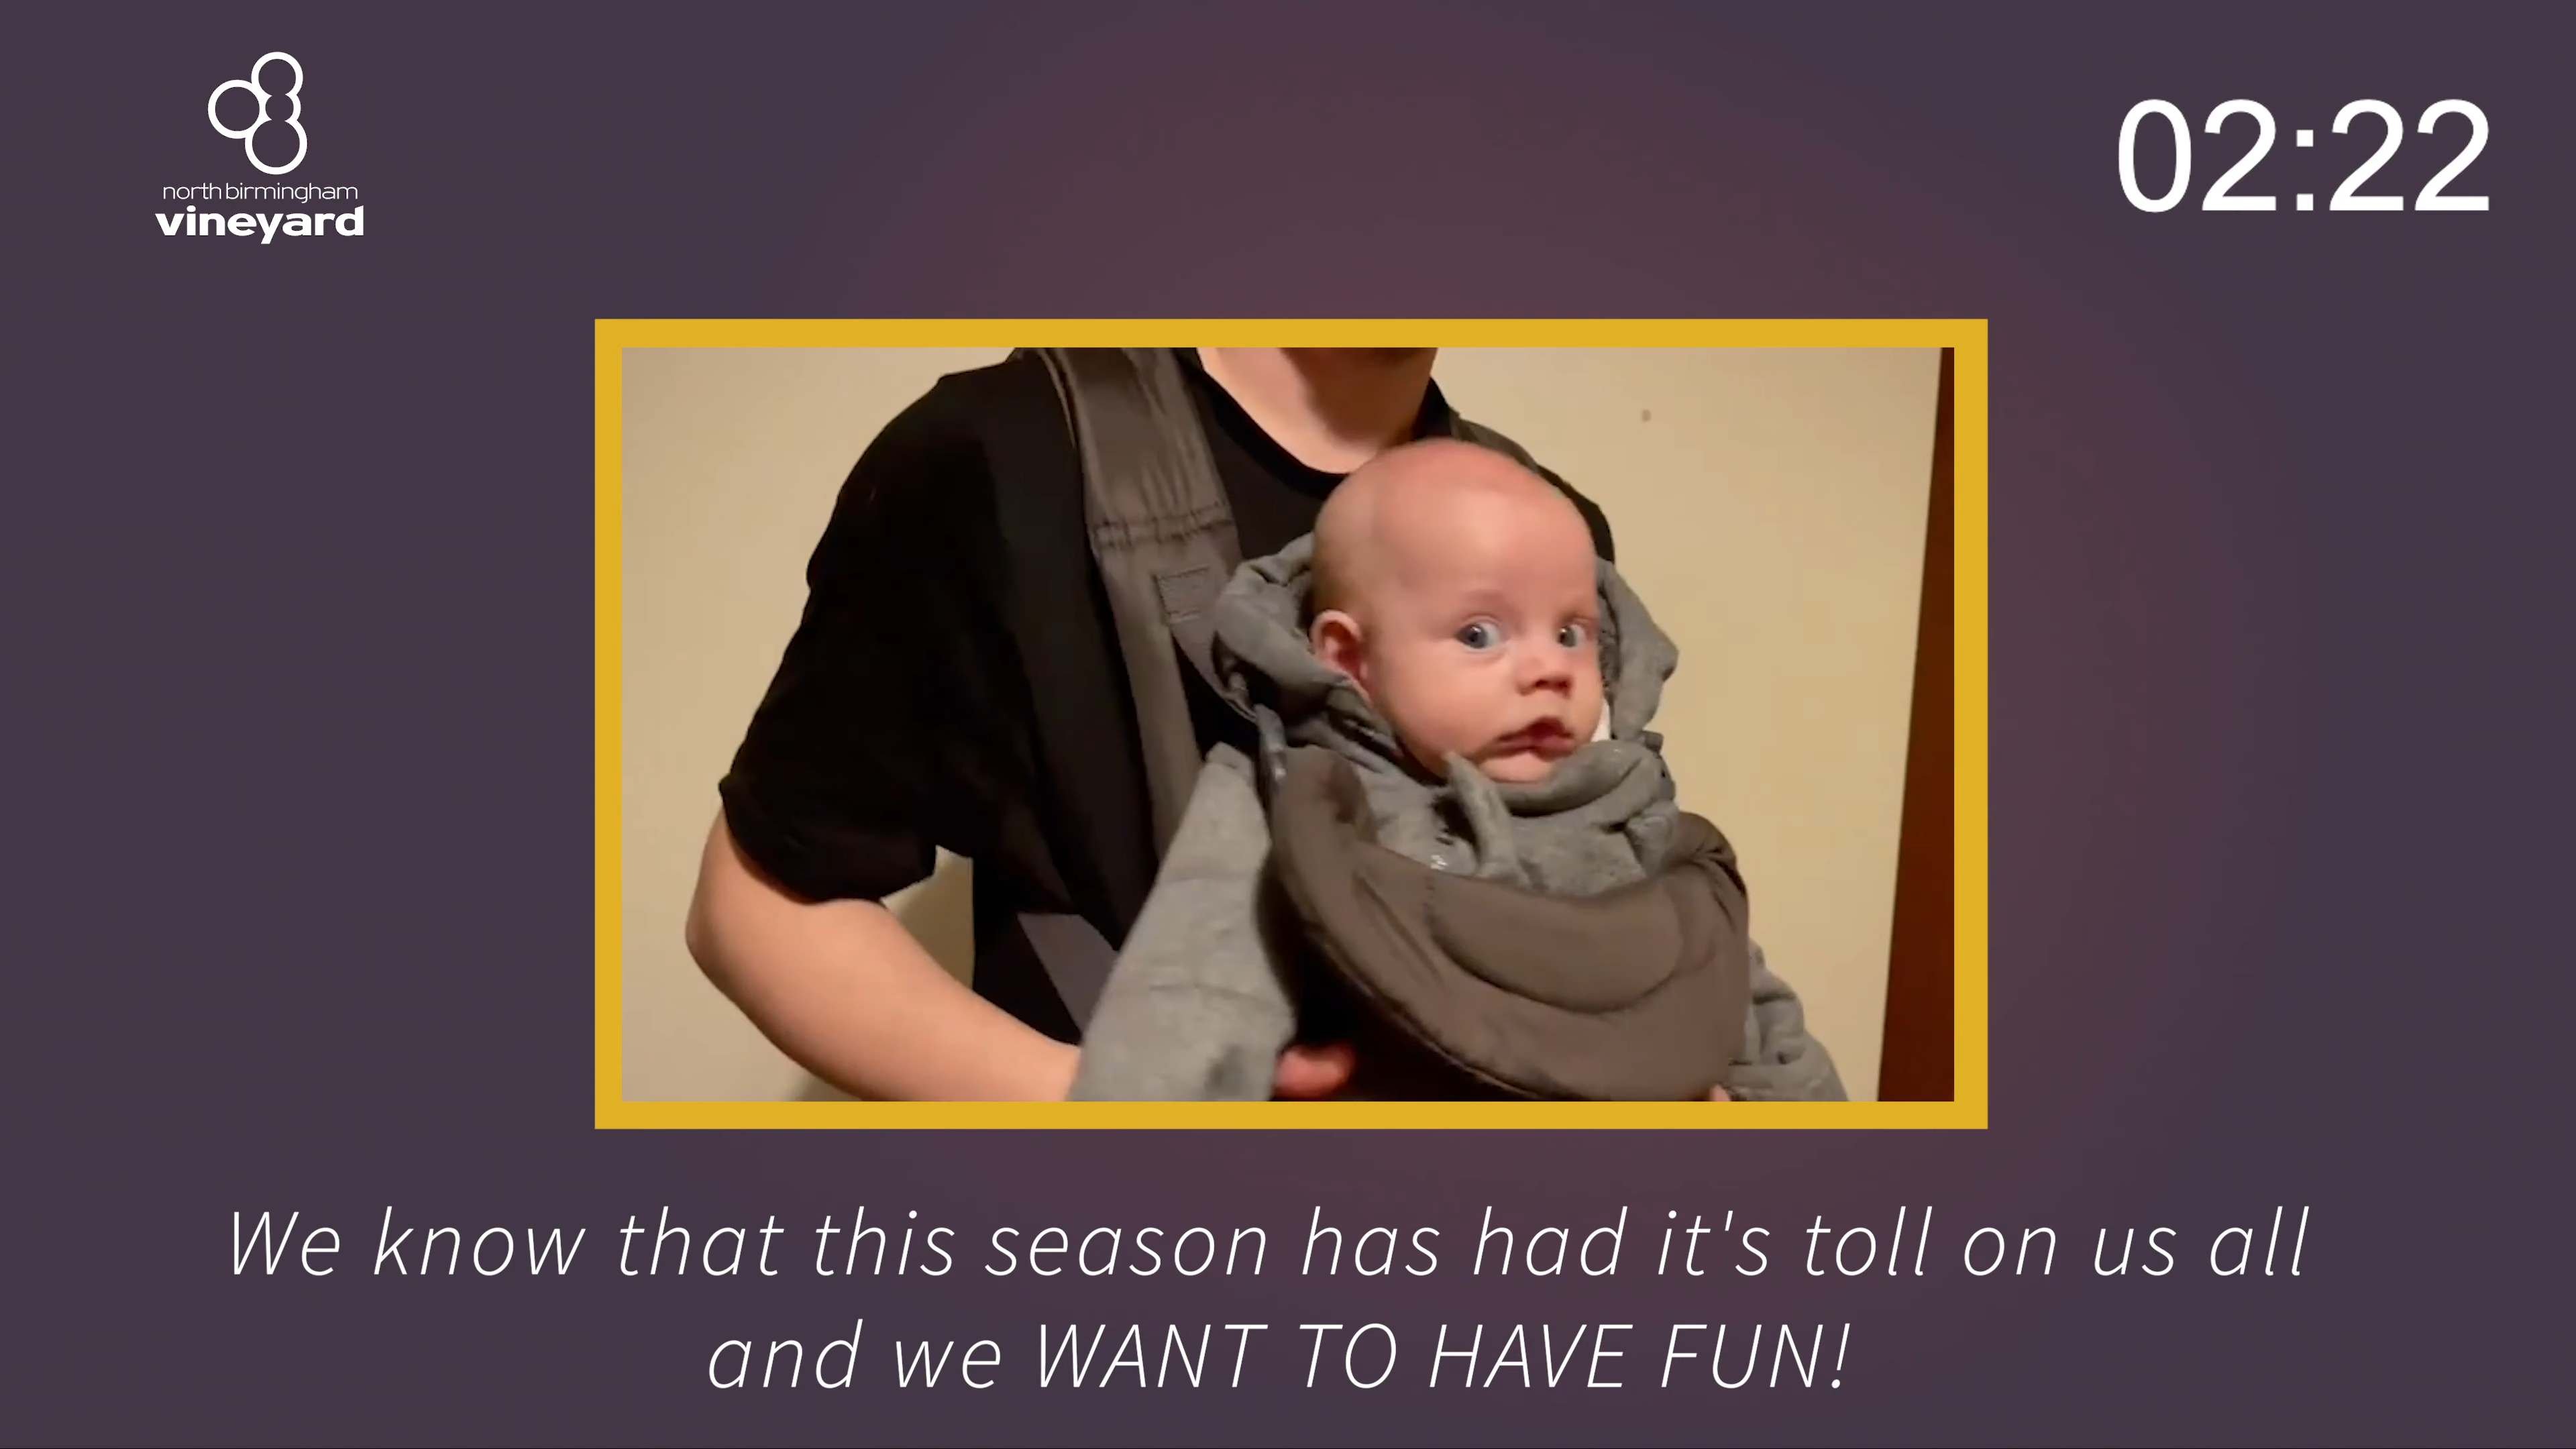 north birmingham
vineyard
02:22
We know that this season has had it's toll on us all
and we WANT TO HAVE FUN!